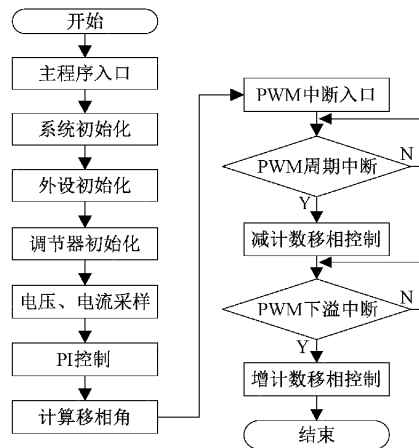 开始
主程序入口
系统初始化
外设初始化
调节器初始化
电压、电流采样
PI控制
计算移相角
PWM中断入口
PWM周期中断
N
Y
减计数移相控制
PWM下溢中断
N
Y
增计数移相控制
结束